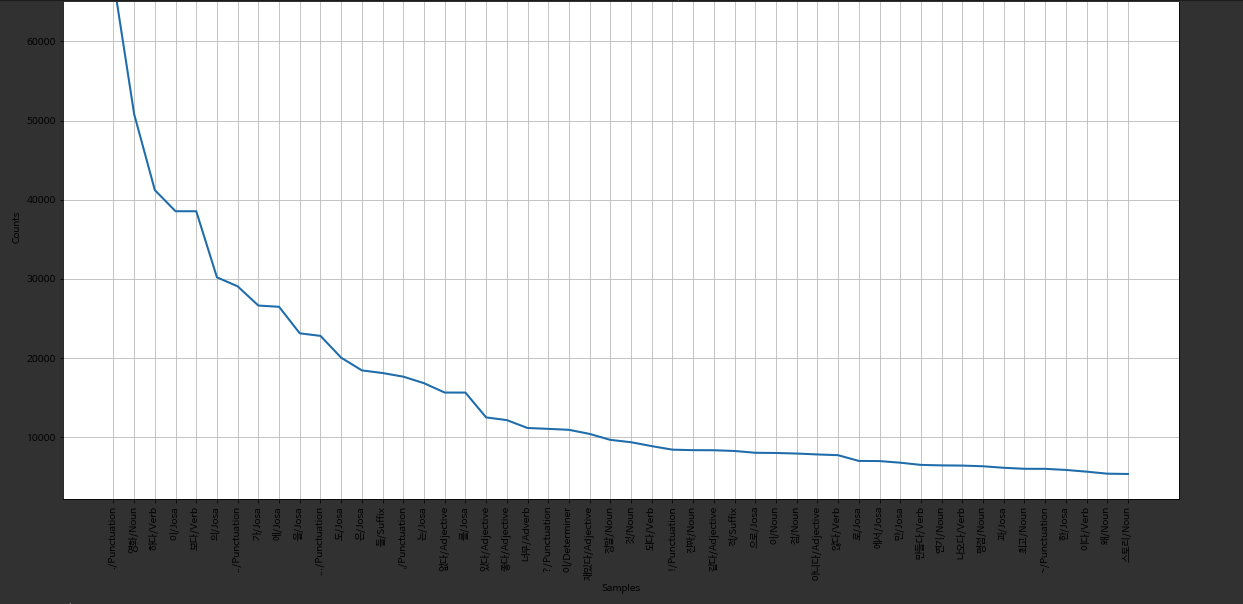 60000
50000
40000
30000
20000
10000
Counts
./Punctuation
영화/Noun
하다/Verb
이/Josa
보다/Verb
의/Josa
../Punctuation
가/Josa
에/Josa
을/Josa
.../Punctuation
도/Josa
은/Josa
들/Suffix
,/Punctuation
는/Josa
없다/Adjective
를/Josa
있다/Adjective
좋다/Adjective
너무/Adverb
?/Punctuation
이/Determiner
재밌다/Adjective
정말/Noun
것/Noun
되다/Verb
!/Punctuation
진짜/Noun
같다/Adjective
적/Suffix
으로/Josa
이/Noun
점/Noun
아니다/Adjective
않다/Verb
로/Josa
에서/Josa
만/Josa
만들다/Verb
연기/Noun
나오다/Verb
평점/Noun
과/Josa
최고/Noun
~/Punctuation
한/Josa
이다/Verb
왜/Noun
스토리/Noun
Samples